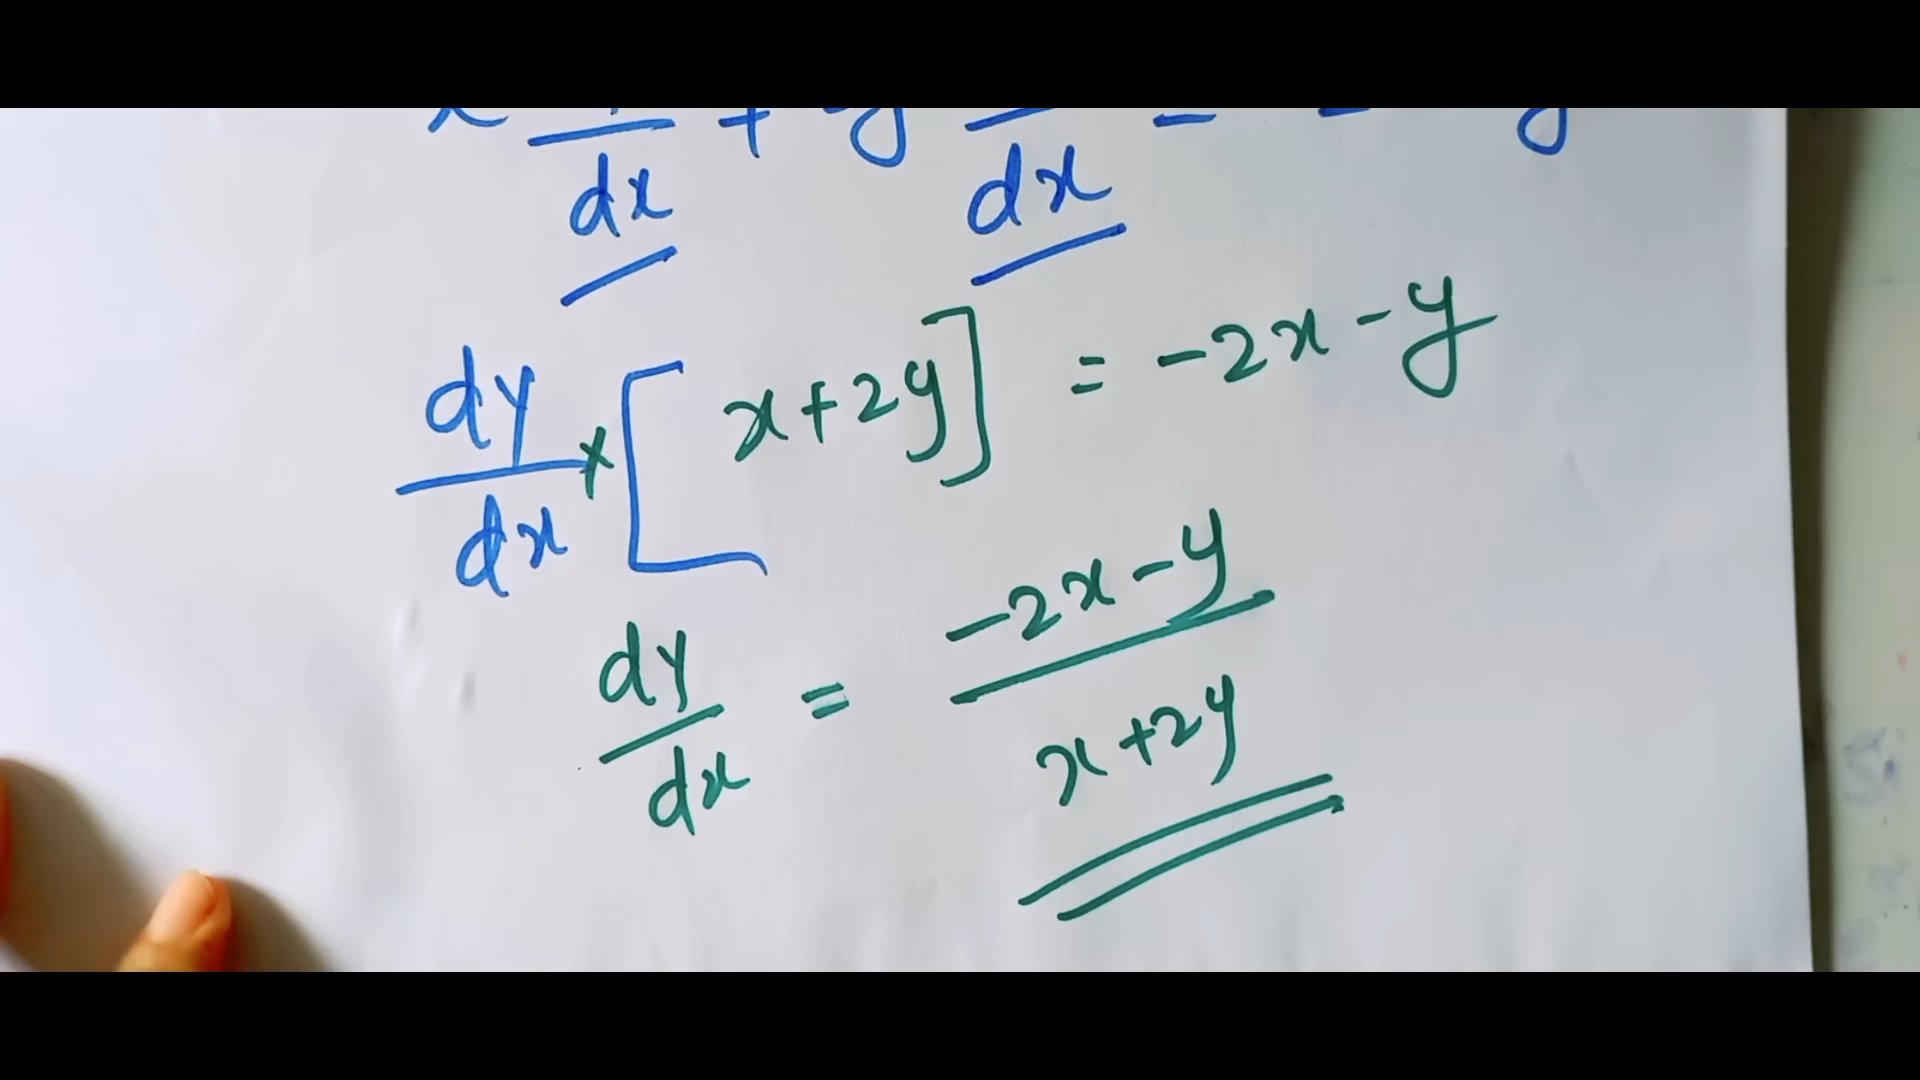 dx dx
dy/dx × [x+2y] = -2x-y
dy/dx = -2x-y / x+2y